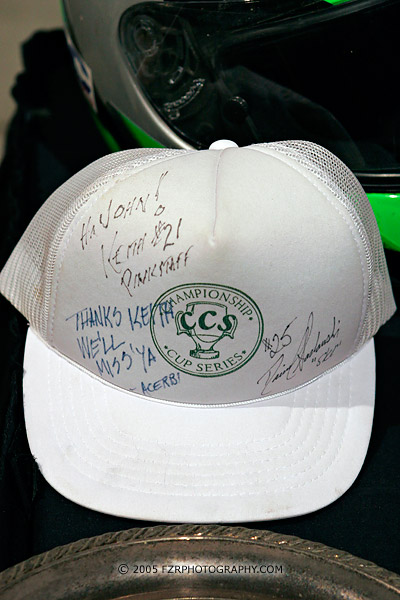 Hi JOHN!
KEITH #21
PINKSTAFF
THANKS KEITH
WE'LL
MISS YA
- ACERBI
CHAMPIONSHIP
CCS
CUP SERIES
#25
© 2005 FZRPHOTOGRAPHY.COM